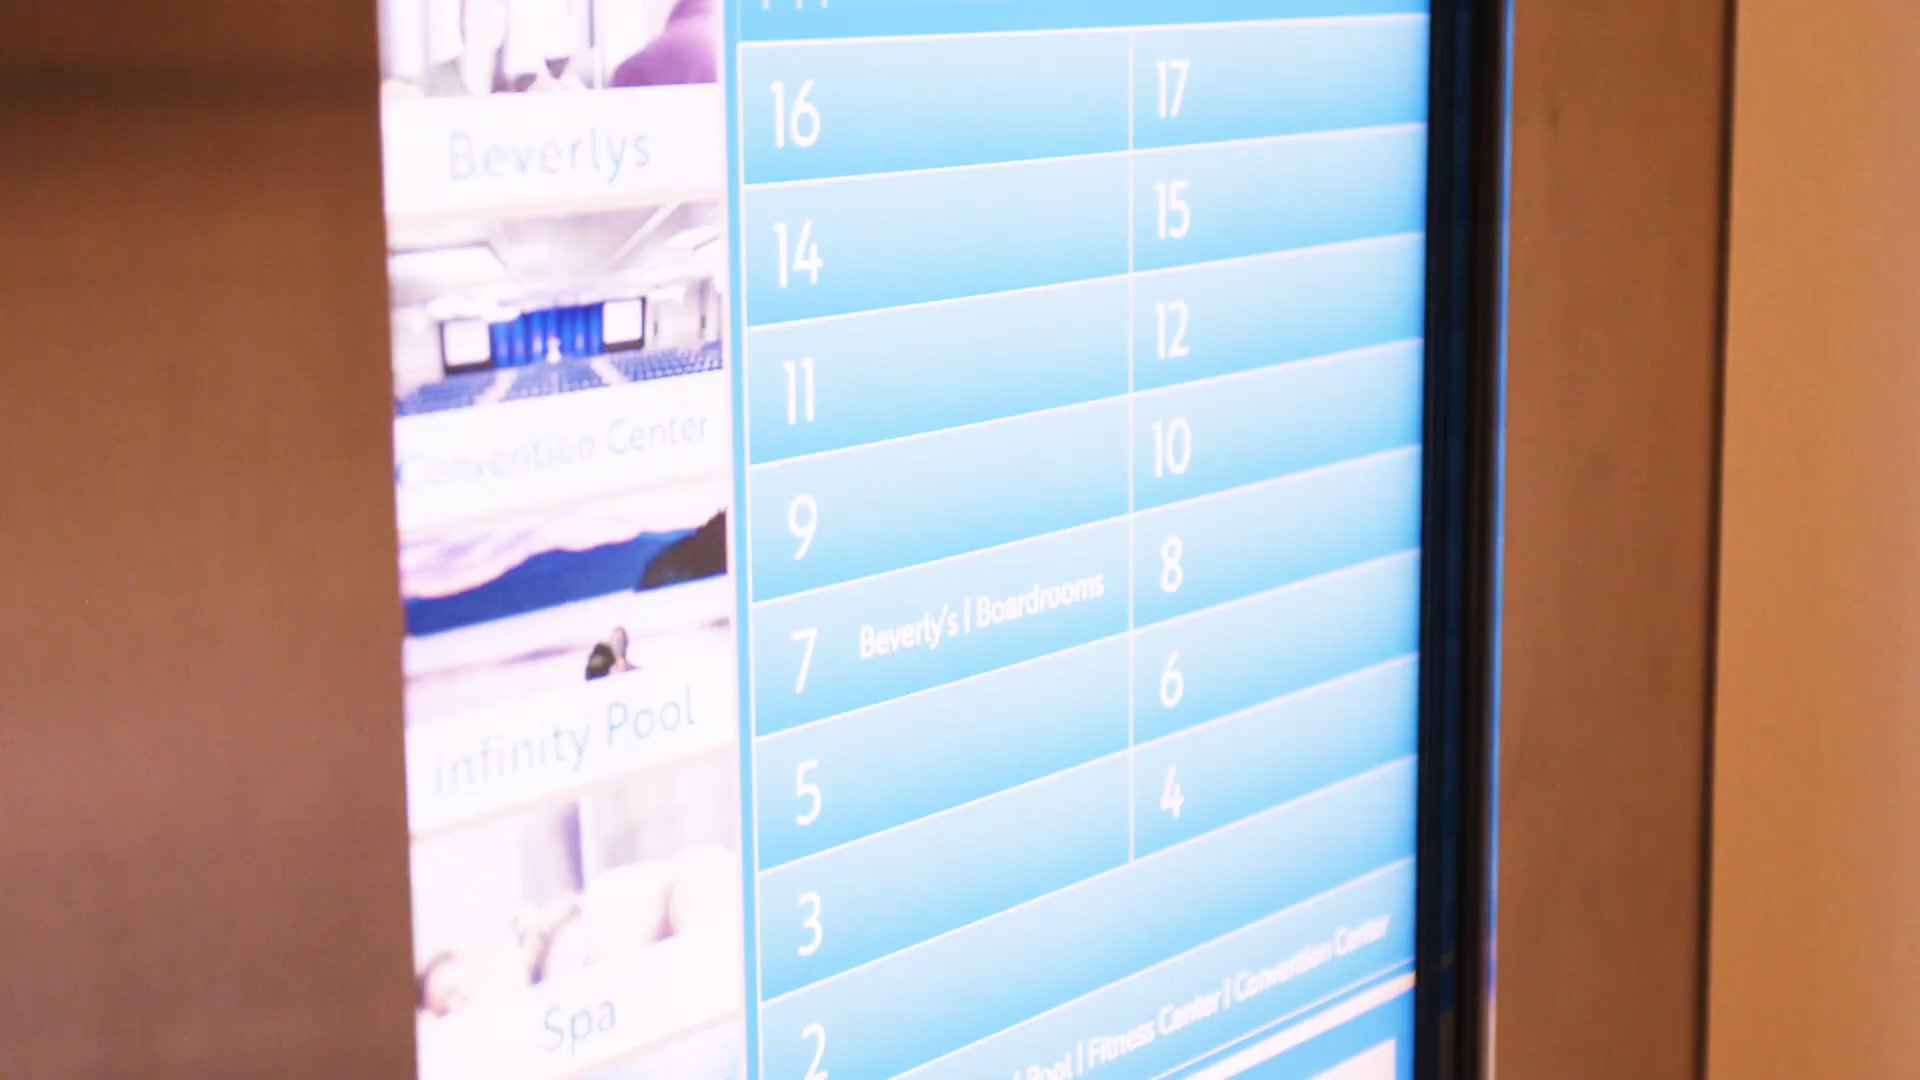 Beverlys
Convention Center
Infinity Pool
Spa
16
17
14
15
11
12
9
10
7 Beverly's | Boardrooms
8
5
6
3
4
2
| Pool | Fitness Center | Convention Center